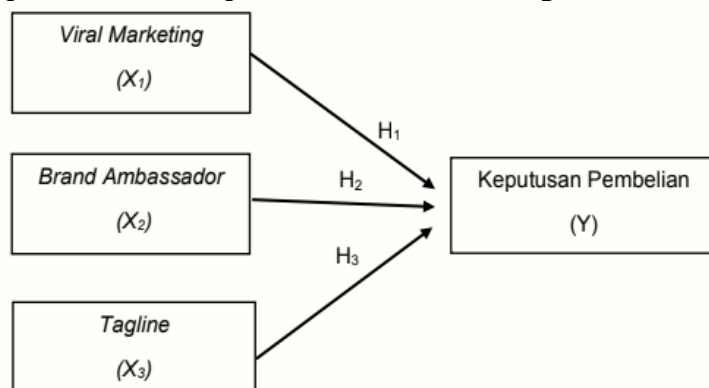 Viral Marketing
(X₁)
H₁
Brand Ambassador
(X₂)
H₂
Keputusan Pembelian
(Y)
H₃
Tagline
(X₃)